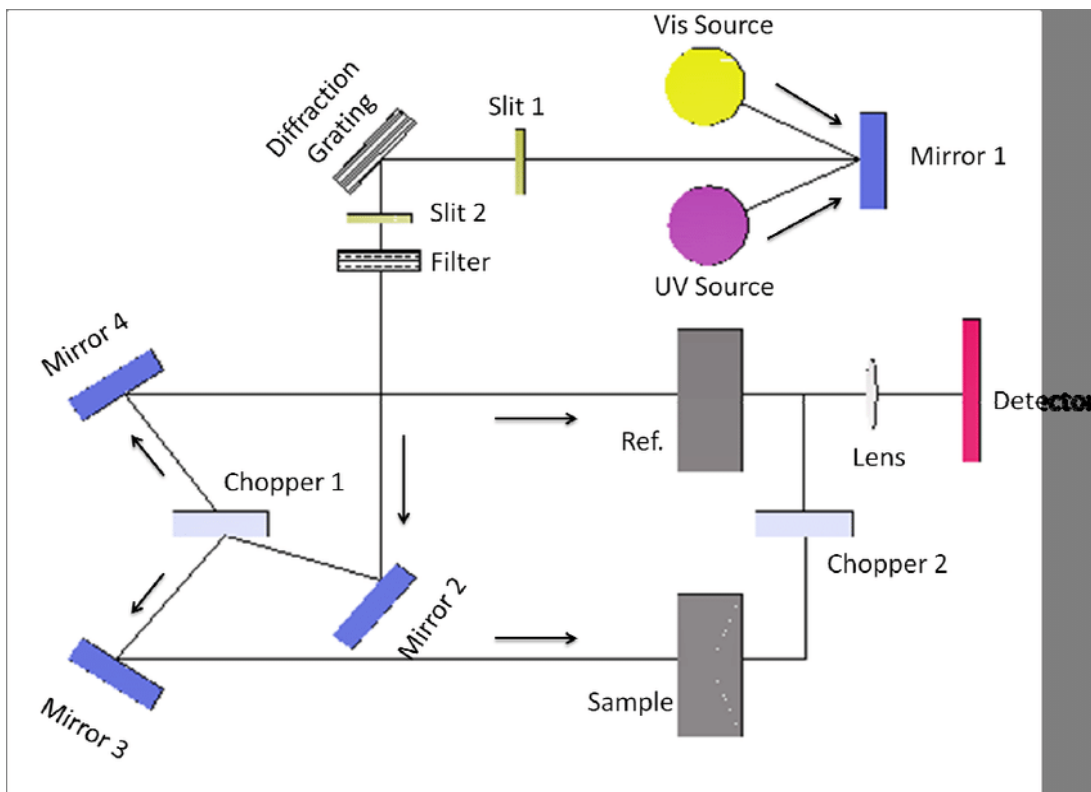 Vis Source
Diffraction
Grating
Slit 1
Mirror 1
Slit 2
Filter
UV Source
Mirror 4
Detector
Ref.
Lens
Chopper 1
Chopper 2
Mirror 2
Sample
Mirror 3